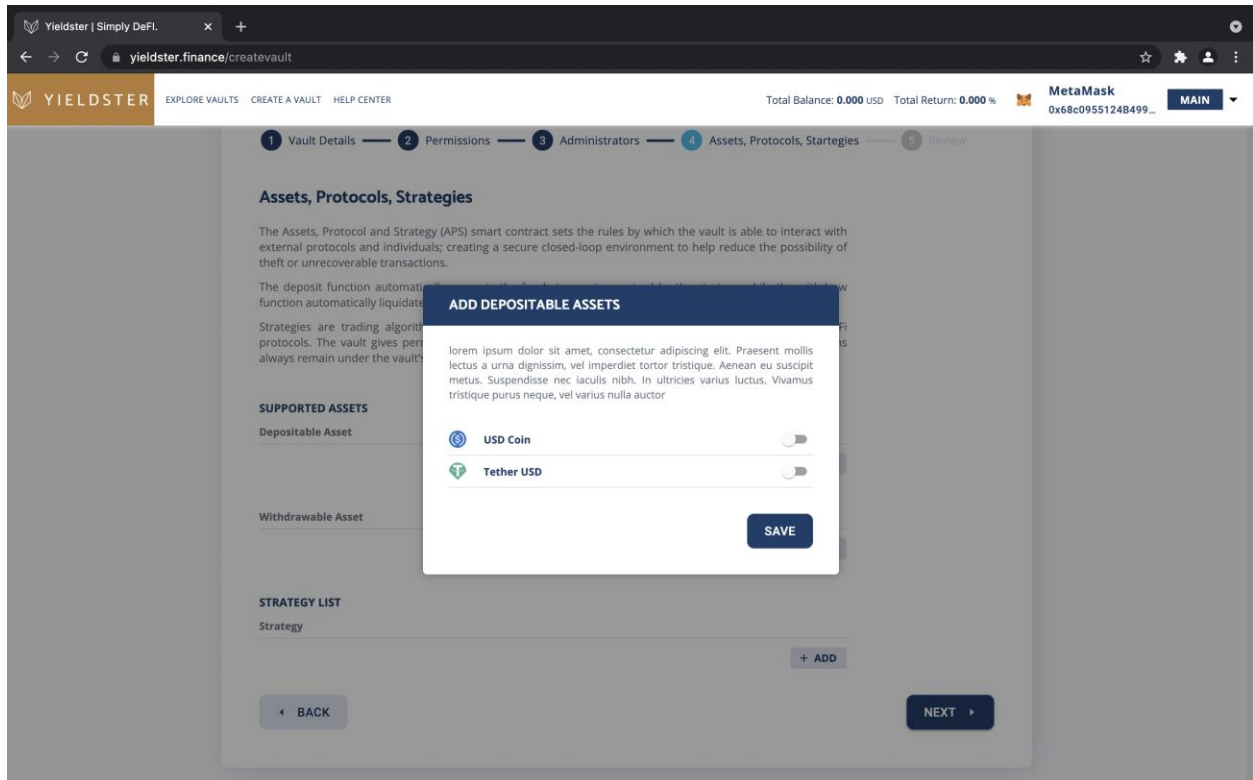 Yieldster | Simply DeFI.
yieldster.finance/createvault
YIELDSTER EXPLORE VAULTS CREATE A VAULT HELP CENTER Total Balance: 0.000 USD Total Return: 0.000 % MetaMask
0x68c0955124B499... MAIN
1 Vault Details 2 Permissions 3 Administrators 4 Assets, Protocols, Startegies 5 Review
Assets, Protocols, Strategies
The Assets, Protocol and Strategy (APS) smart contract sets the rules by which the vault is able to interact with
external protocols and individuals; creating a secure closed-loop environment to help reduce the possibility of
theft or unrecoverable transactions.
The deposit function
function automatically liquidate
Strategies are trading
protocols. The vault gives
always remain under the vault's
ADD DEPOSITABLE ASSETS
lorem ipsum dolor sit amet, consectetur adipiscing elit. Praesent mollis
lectus a urna dignissim, vel imperdiet tortor tristique. Aenean eu suscipit
metus. Suspendisse nec iaculis nibh. In ultricies varius luctus. Vivamus
tristique purus neque, vel varius nulla auctor
USD Coin
Tether USD
SAVE
SUPPORTED ASSETS
Depositable Asset
Withdrawable Asset
STRATEGY LIST
Strategy
+ ADD
BACK
NEXT